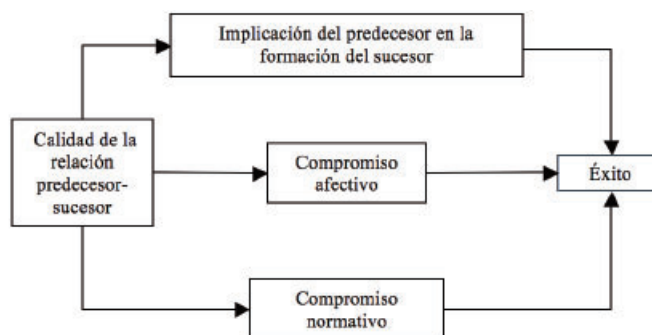 Implicación del predecesor en la
formación del sucesor
Calidad de la
relación
predecesor-
sucesor
Compromiso
afectivo
Éxito
Compromiso
normativo